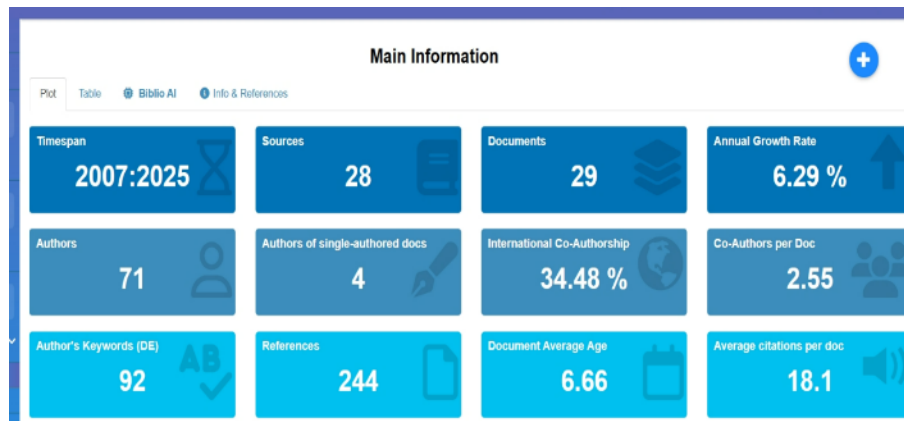 Main Information
Plot Table Biblio AI Info & References
Timespan
2007:2025
Sources
28
Documents
29
Annual Growth Rate
6.29 %
Authors
71
Authors of single-authored docs
4
International Co-Authorship
34.48 %
Co-Authors per Doc
2.55
Author's Keywords (DE)
92
AB
References
244
Document Average Age
6.66
Average citations per doc
18.1